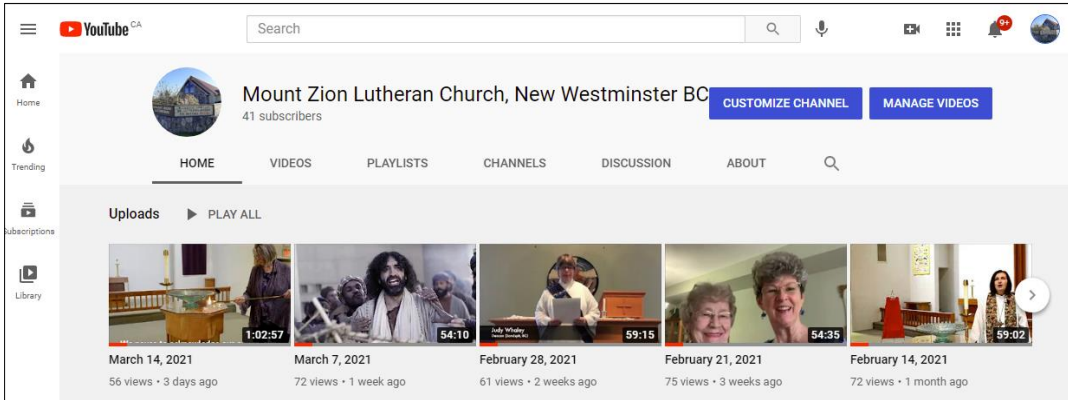 YouTube CA
Search
9+
Home
Trending
Subscriptions
Library
Mount Zion Lutheran Church, New Westminster BC
41 subscribers
CUSTOMIZE CHANNEL
MANAGE VIDEOS
HOME VIDEOS PLAYLISTS CHANNELS DISCUSSION ABOUT
Uploads PLAY ALL
1:02:57
54:10
Judy Whaley
59:15
54:35
59:02
March 14, 2021
56 views • 3 days ago
March 7, 2021
72 views • 1 week ago
February 28, 2021
61 views • 2 weeks ago
February 21, 2021
75 views • 3 weeks ago
February 14, 2021
72 views • 1 month ago